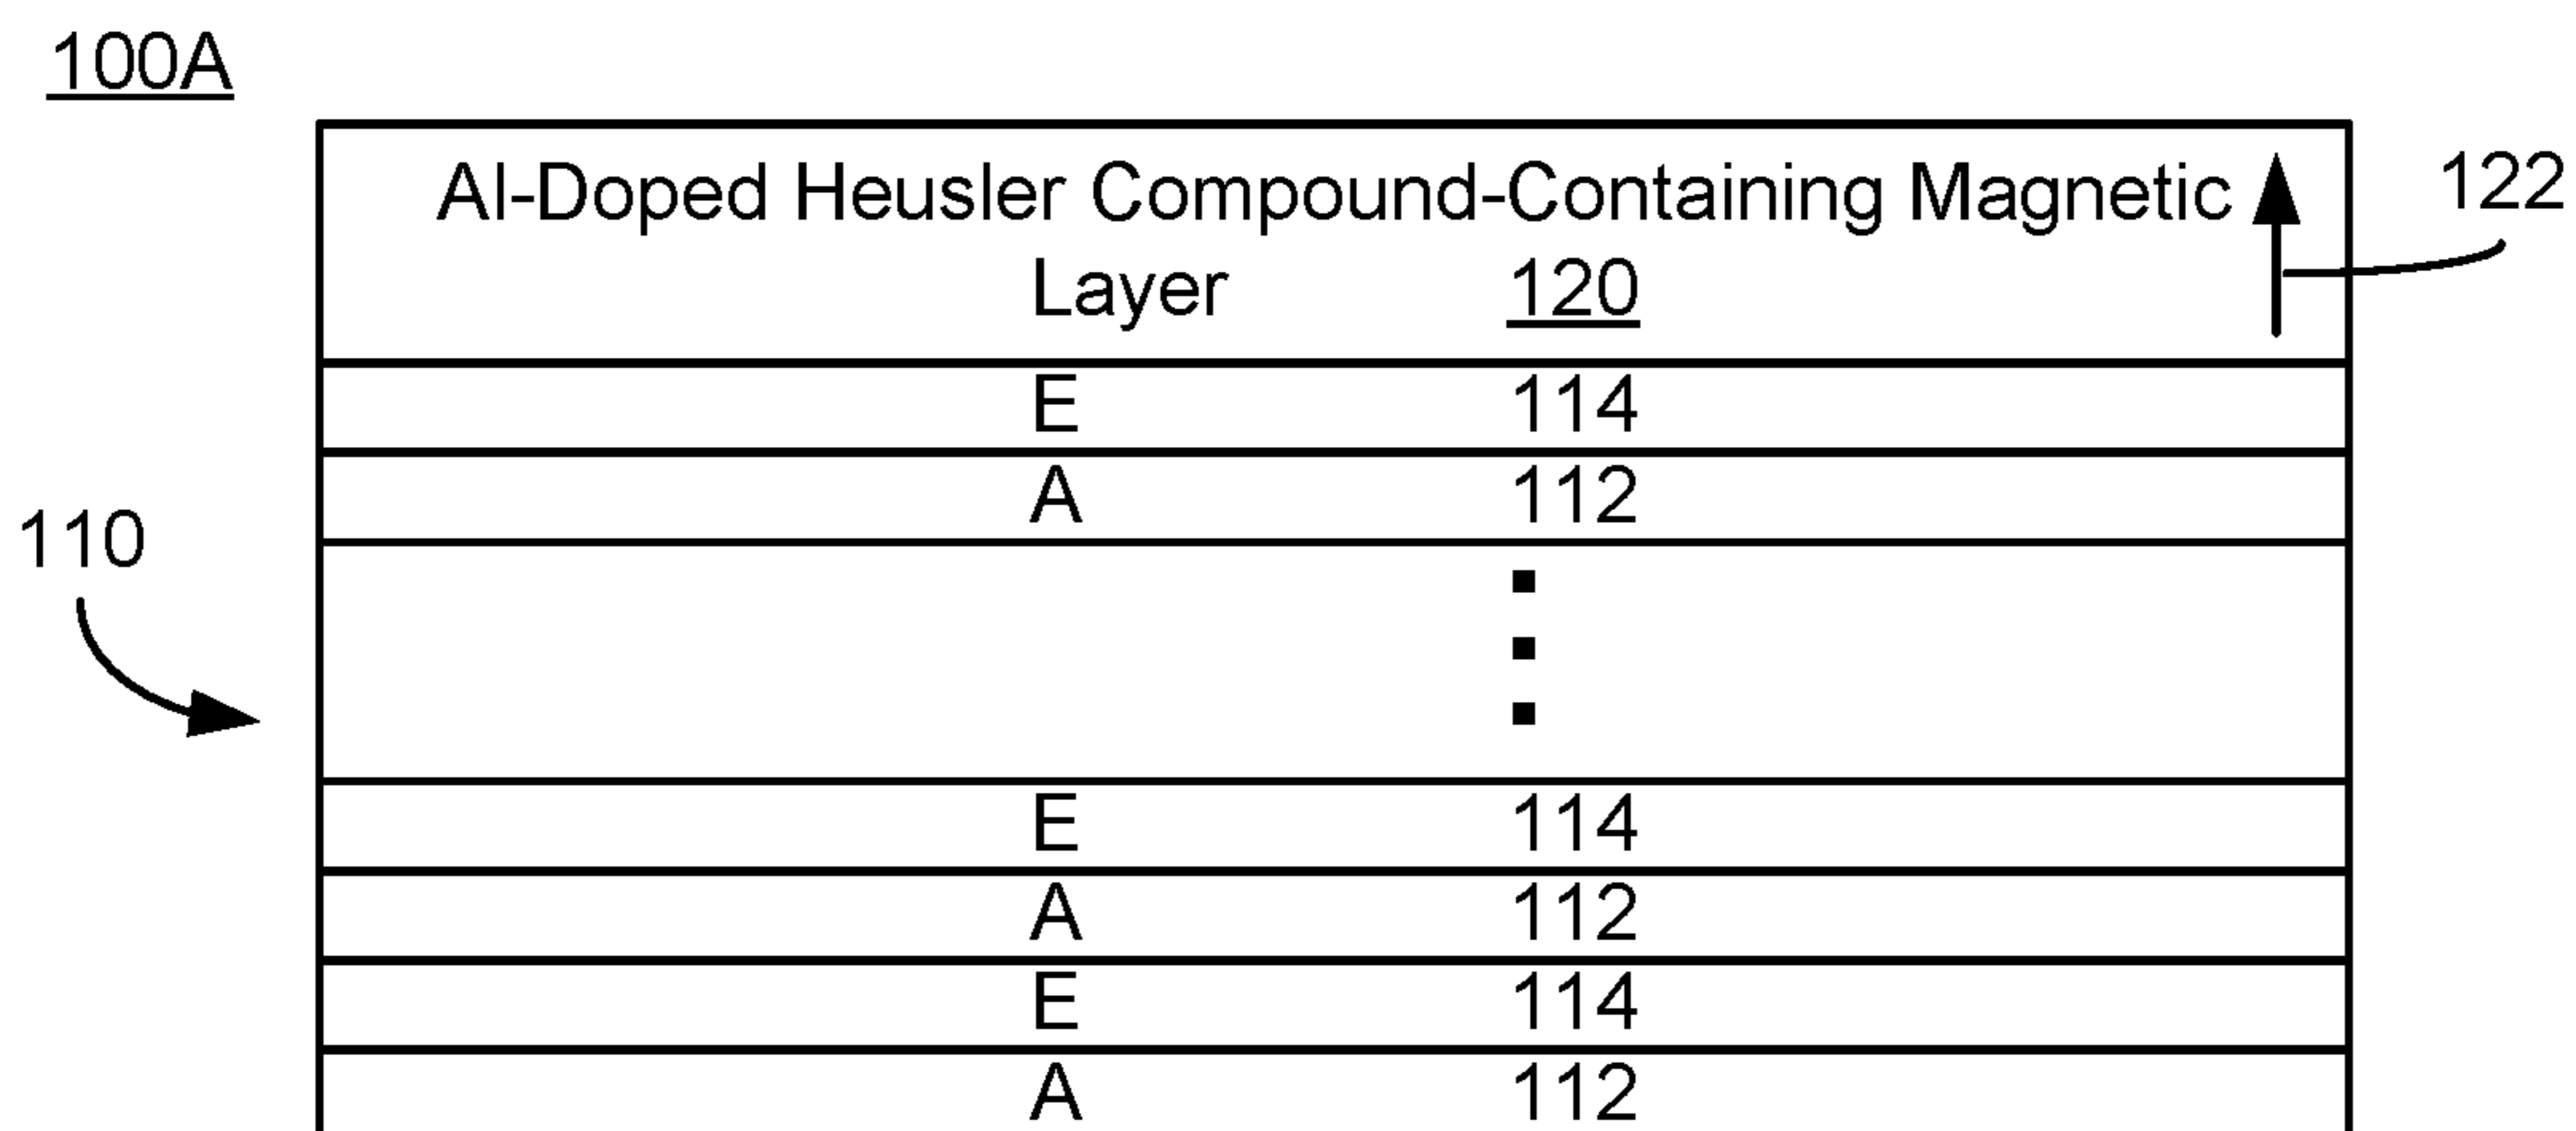 100A
Al-Doped Heusler Compound-Containing Magnetic
Layer 120
122
E 114
A 112
110
E 114
A 112
E 114
A 112